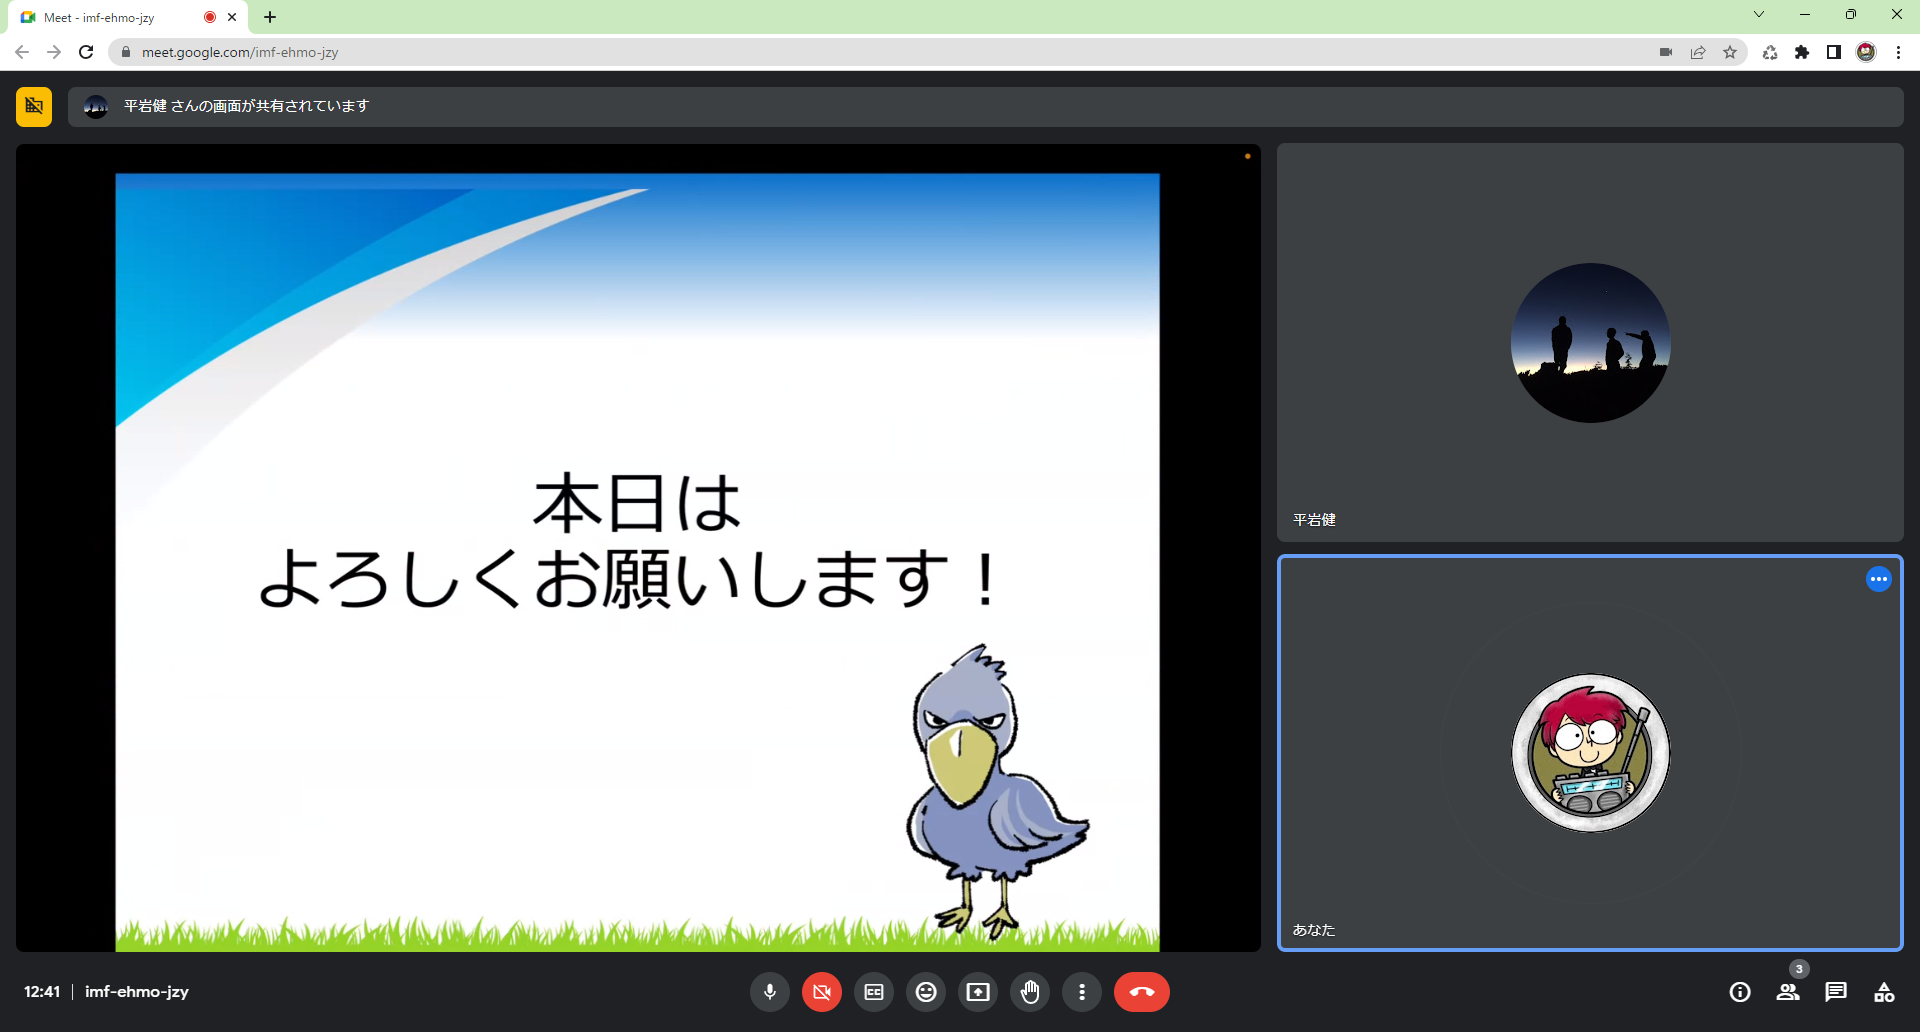 Meet - imf-ehmo-jzy
meet.google.com/imf-ehmo-jzy
平岩健 さんの画面が共有されています
本日は
よろしくお願いします！
平岩健
あなた
12:41 | imf-ehmo-jzy
3